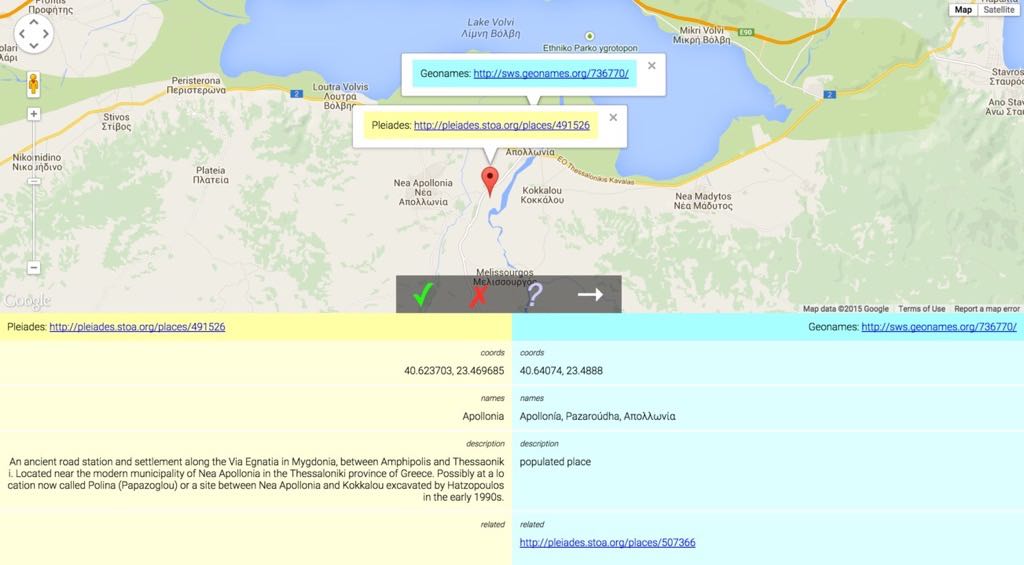 Προφήτης
Lake Volvi
Λίμνη Βόλβη
Map
Satellite
Mikri Volvi
Μικρή Βόλβη
E90
Ethniko Parko ygrotopon
Geonames: http://sws.geonames.org/736770/
Peristerona
Περιστερώνα
2
Loutra Volvis
Λουτρά
Βόλβης
2
Stavros
Σταυρός
Stivos
Στίβος
Pleiades: http://pleiades.stoa.org/places/491526
Απολλωνία
EO Thessalonikis Kavalas
Nikomidino
Νικομηδινό
Plateia
Πλατεία
Nea Apollonia
Νέα
Απολλωνία
Kokkalou
Κοκκάλου
Nea Madytos
Νέα Μάδυτος
Melissourgos
Μελισσουργός
?
Google
Map data ©2015 Google
Terms of Use
Report a map error
Pleiades: http://pleiades.stoa.org/places/491526
Geonames: http://sws.geonames.org/736770/
coords
40.623703, 23.469685
coords
40.64074, 23.4888
names
Apollonia
names
Apollonía, Pazaroúdha, Απολλωνία
description
An ancient road station and settlement along the Via Egnatia in Mygdonia, between Amphipolis and Thessaonik
i. Located near the modern municipality of Nea Apollonia in the Thessaloniki province of Greece. Possibly at a lo
cation now called Polina (Papazoglou) or a site between Nea Apollonia and Kokkalou excavated by Hatzopoulos
in the early 1990s.
description
populated place
related
related
http://pleiades.stoa.org/places/507366